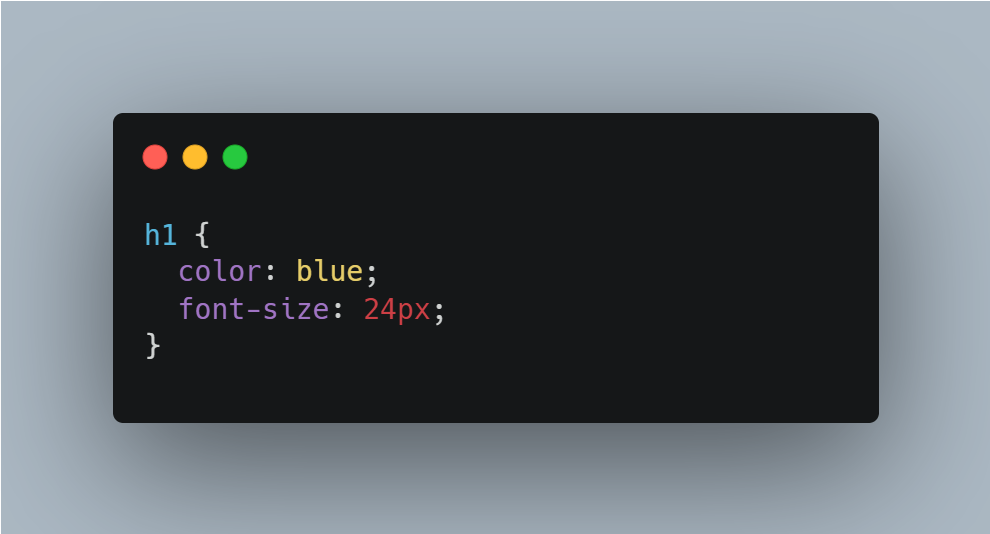 h1 {
  color: blue;
  font-size: 24px;
}